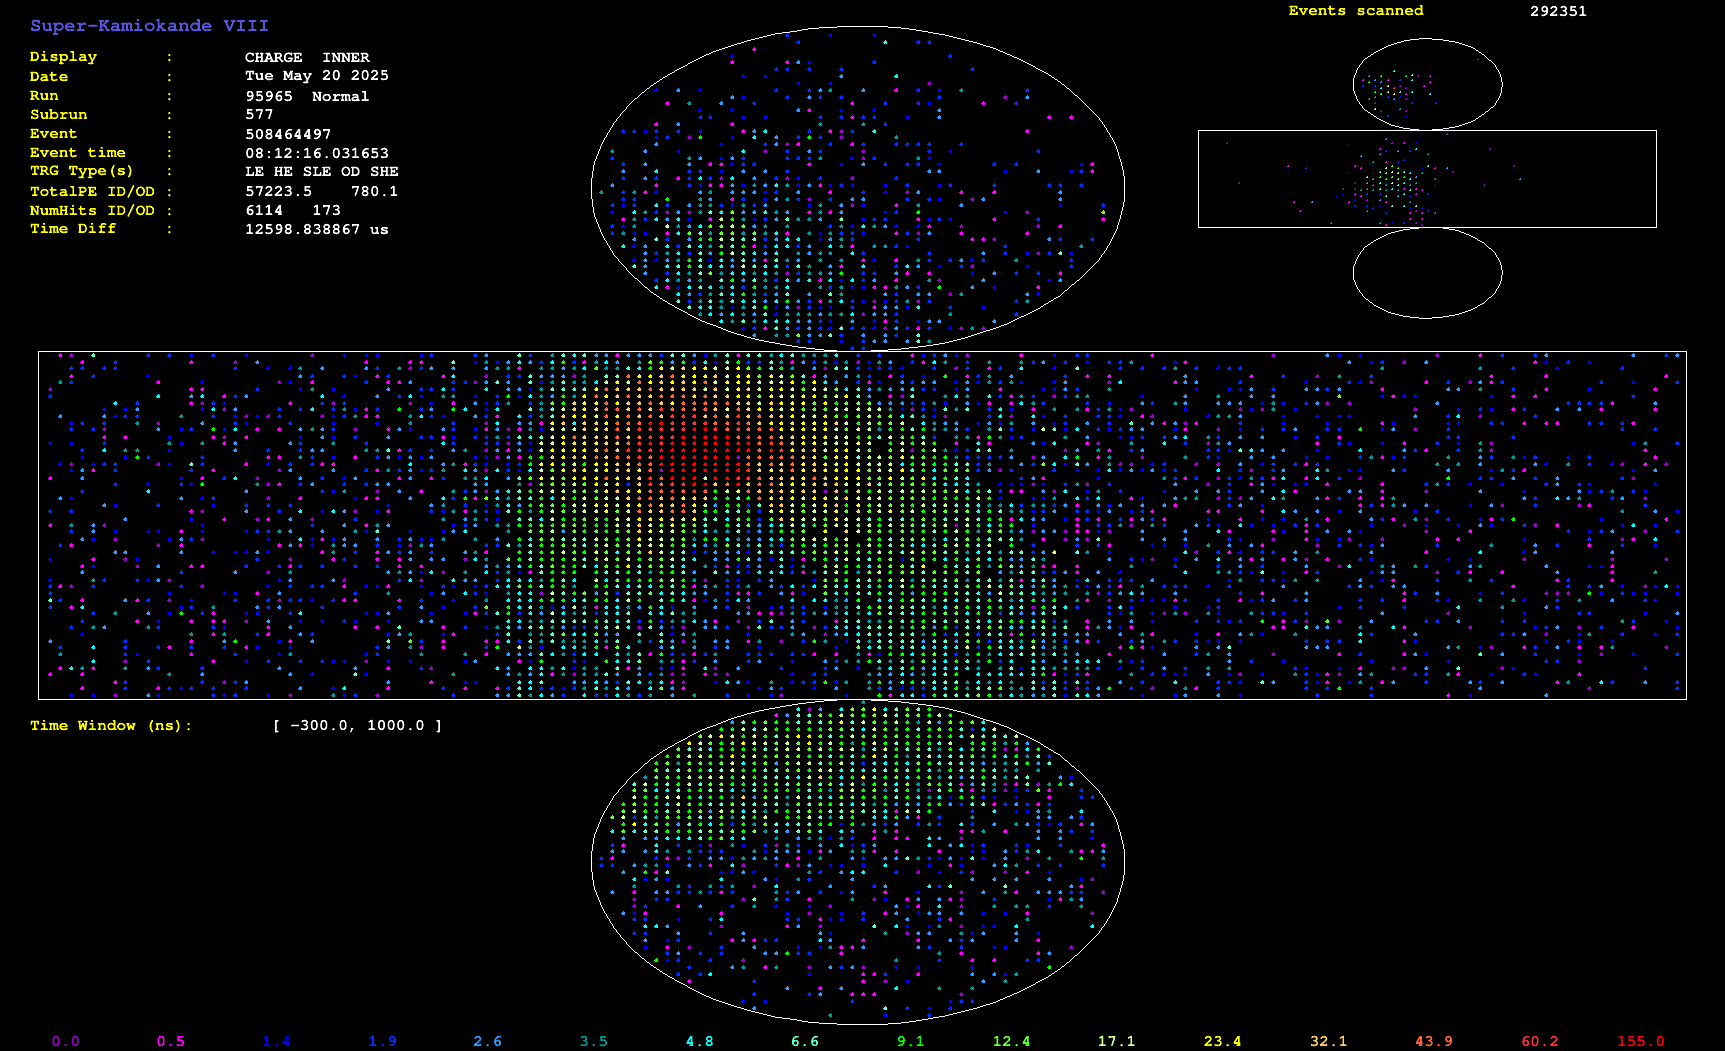 Super-Kamiokande VIII
Events scanned 292351
Display : CHARGE INNER
Date : Tue May 20 2025
Run : 95965 Normal
Subrun : 577
Event : 508464497
Event time : 08:12:16.031653
TRG Type(s) : LE HE SLE OD SHE
TotalPE ID/OD : 57223.5 780.1
NumHits ID/OD : 6114 173
Time Diff : 12598.838867 us
Time Window (ns): [ -300.0, 1000.0 ]
0.0 0.5 1.4 1.9 2.6 3.5 4.8 6.6 9.1 12.4 17.1 23.4 32.1 43.9 60.2 155.0